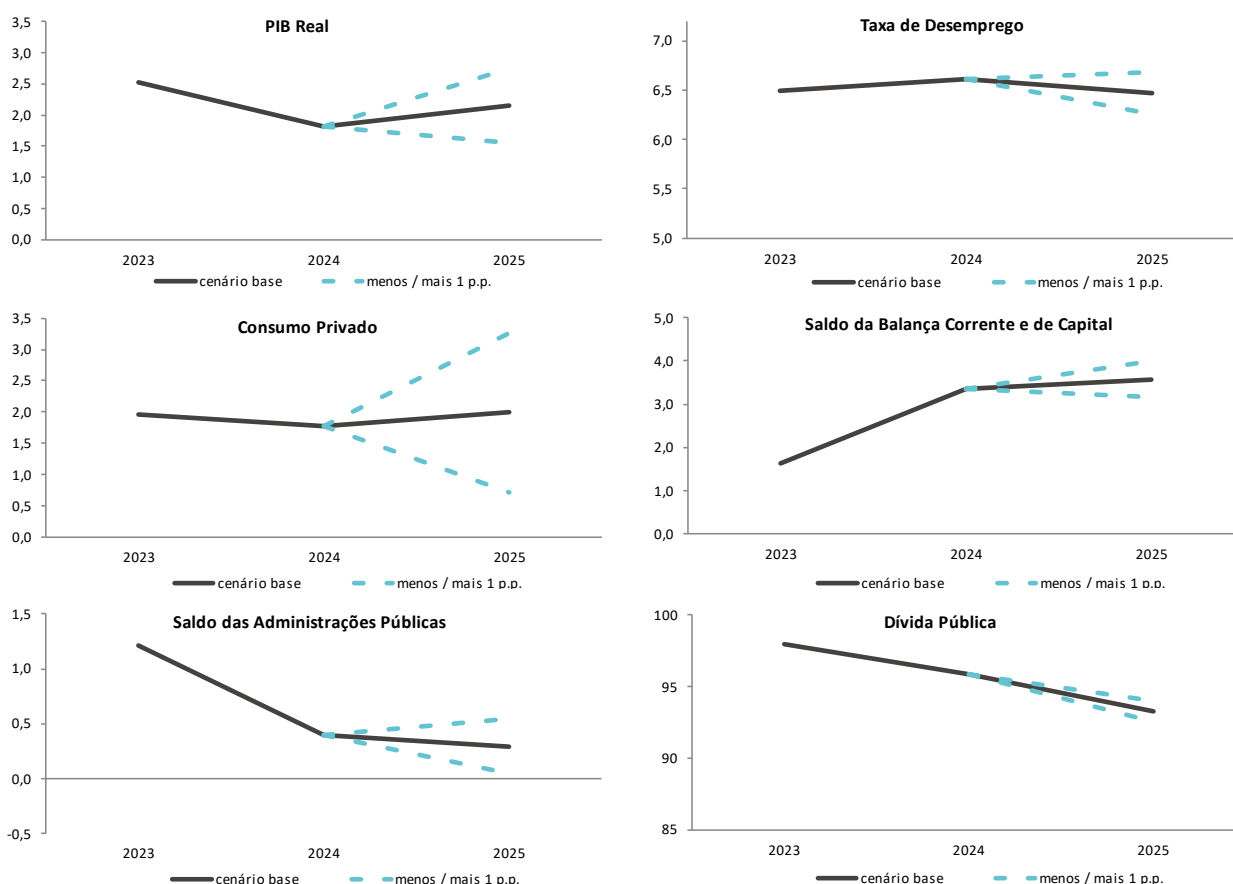 PIB Real
3,5
3,0
2,5
2,0
1,5
1,0
0,5
0,0
2023 2024 2025
cenário base menos / mais 1 p.p.
Taxa de Desemprego
7,0
6,5
6,0
5,5
5,0
2023 2024 2025
cenário base menos / mais 1 p.p.
Consumo Privado
3,5
3,0
2,5
2,0
1,5
1,0
0,5
0,0
2023 2024 2025
cenário base menos / mais 1 p.p.
Saldo da Balança Corrente e de Capital
5,0
4,0
3,0
2,0
1,0
0,0
2023 2024 2025
cenário base menos / mais 1 p.p.
Saldo das Administrações Públicas
1,5
1,0
0,5
0,0
-0,5
2023 2024 2025
cenário base menos / mais 1 p.p.
Dívida Pública
100
95
90
85
2023 2024 2025
cenário base menos / mais 1 p.p.